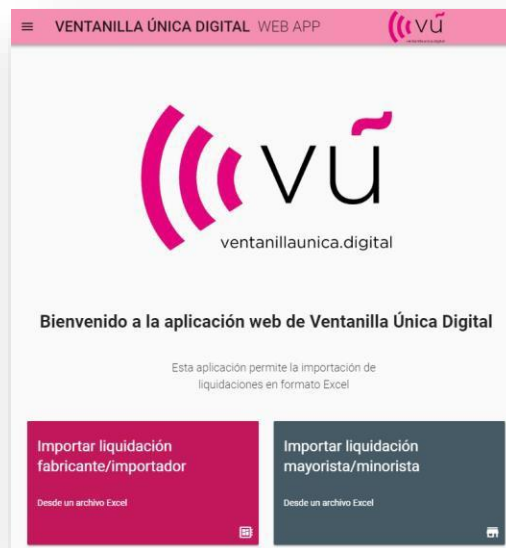 VENTANILLA ÚNICA DIGITAL WEB APP
vũ
vũ
ventanillaunica.digital
Bienvenido a la aplicación web de Ventanilla Única Digital
Esta aplicación permite la importación de
liquidaciones en formato Excel
Importar liquidación
fabricante/importador
Desde un archivo Excel
Importar liquidación
mayorista/minorista
Desde un archivo Excel